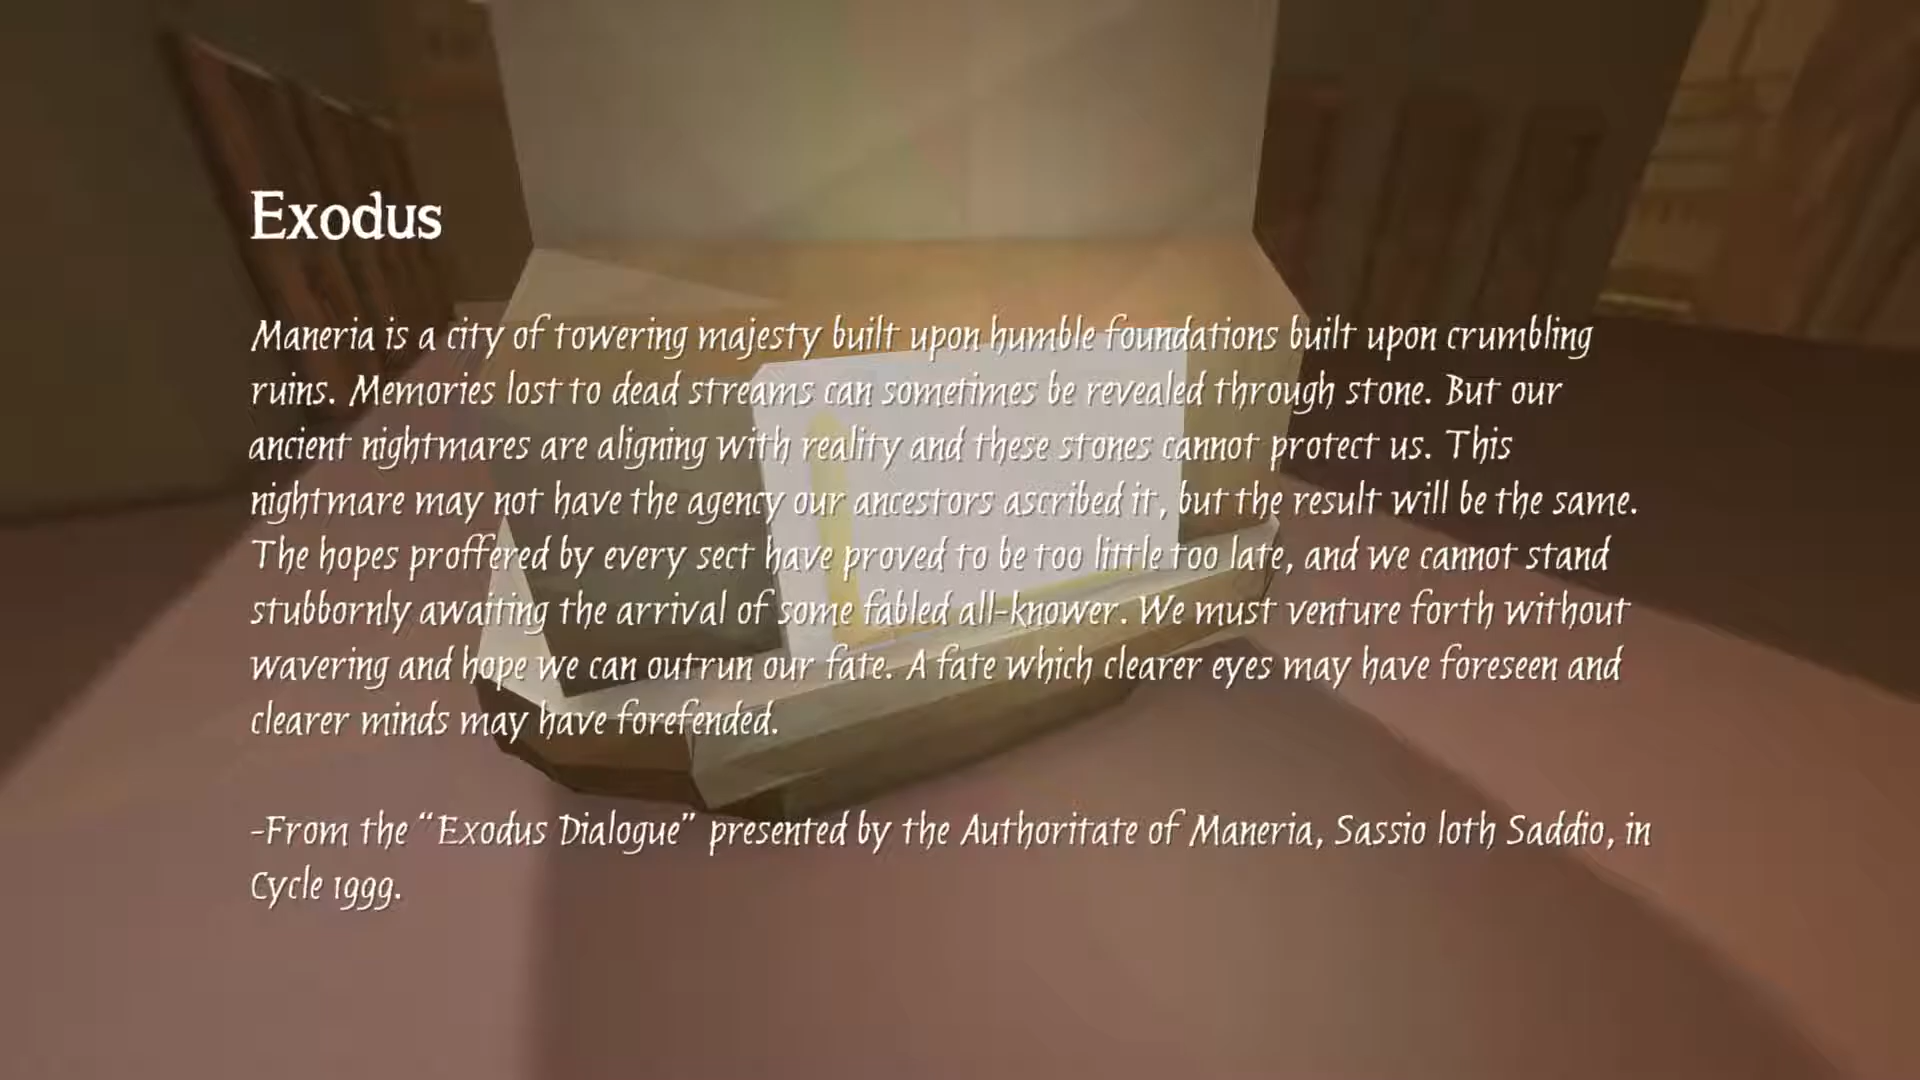 Exodus
Maneria is a city of towering majesty built upon humble foundations built upon crumbling
ruins. Memories lost to dead streams can sometimes be revealed through stone. But our
ancient nightmares are aligning with reality and these stones cannot protect us. This
nightmare may not have the agency our ancestors ascribed it, but the result will be the same.
The hopes proffered by every sect have proved to be too little too late, and we cannot stand
stubbornly awaiting the arrival of some fabled all-knower. We must venture forth without
wavering and hope we can outrun our fate. A fate which clearer eyes may have foreseen and
clearer minds may have forefended.
-From the “Exodus Dialogue” presented by the Authoritate of Maneria, Sassio loth Saddio, in
Cycle 1999.